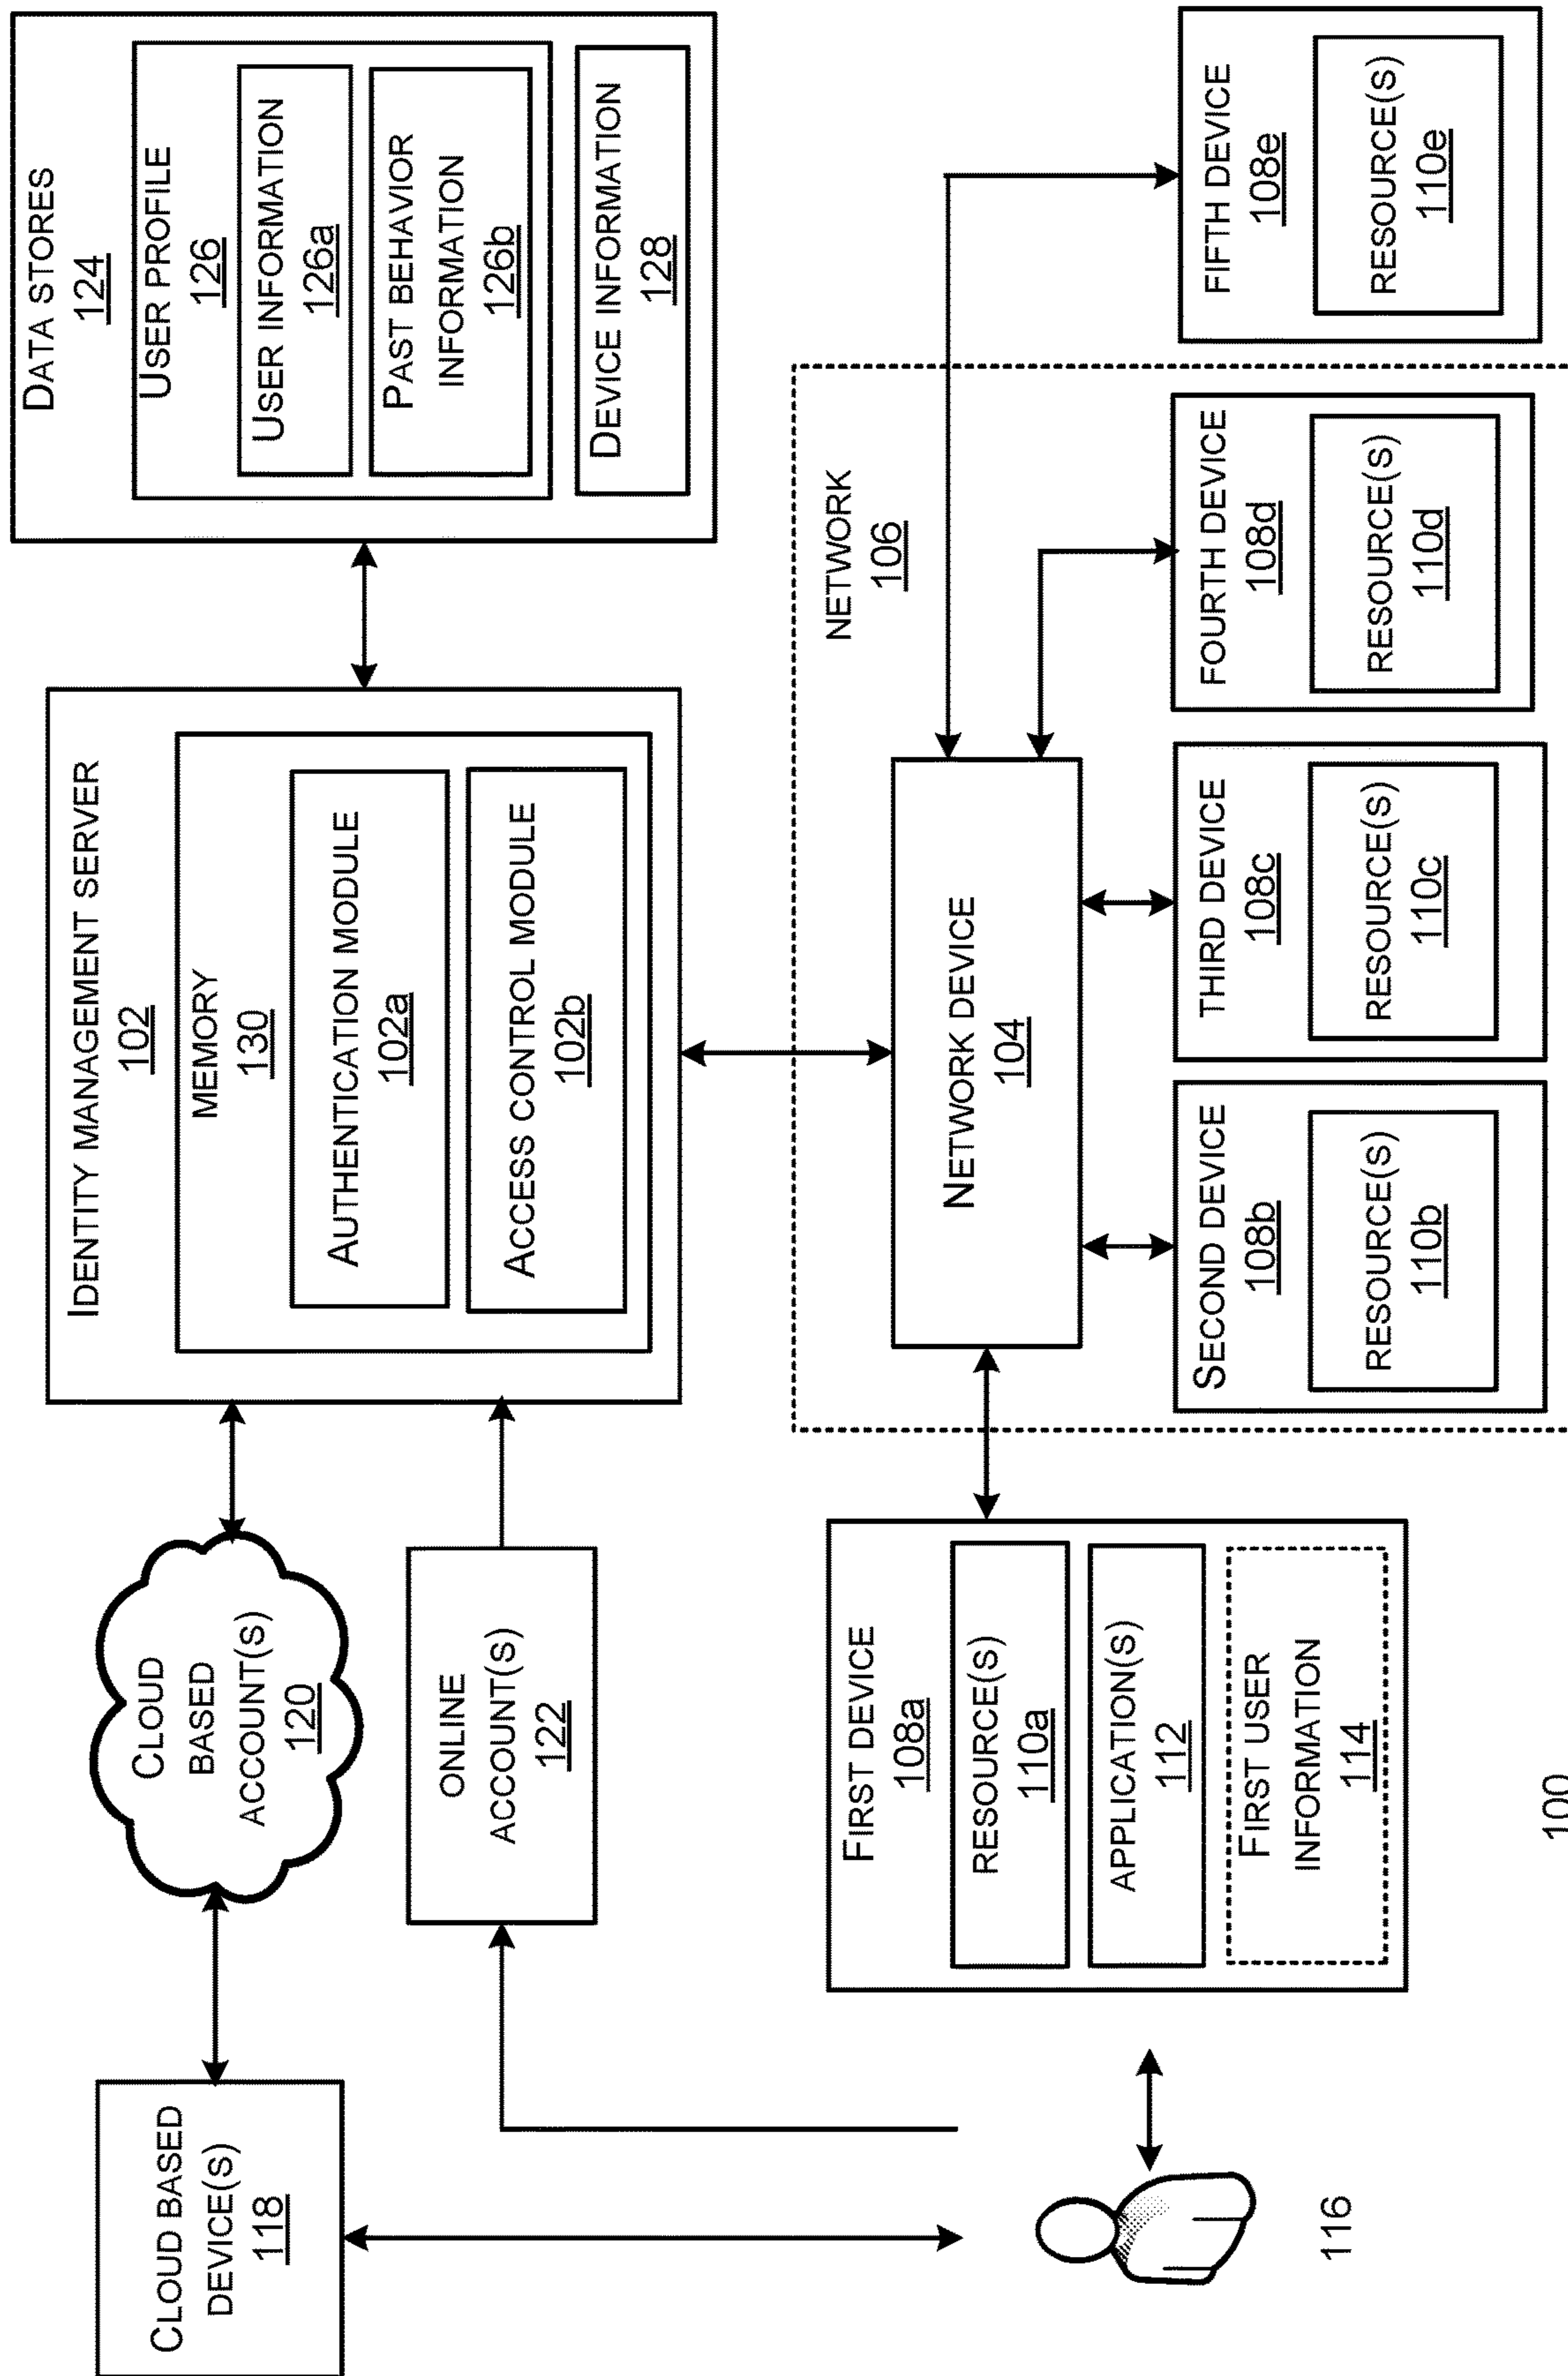 CLOUD BASED
DEVICE(S)
118
CLOUD
BASED
ACCOUNT(S)
120
ONLINE
ACCOUNT(S)
122
IDENTITY MANAGEMENT SERVER
102
MEMORY
130
AUTHENTICATION MODULE
102a
ACCESS CONTROL MODULE
102b
DATA STORES
124
USER PROFILE
126
USER INFORMATION
126a
PAST BEHAVIOR
INFORMATION
126b
DEVICE INFORMATION
128
116
FIRST DEVICE
108a
RESOURCE(S)
110a
APPLICATION(S)
112
FIRST USER
INFORMATION
114
NETWORK
106
NETWORK DEVICE
104
SECOND DEVICE
108b
RESOURCE(S)
110b
THIRD DEVICE
108c
RESOURCE(S)
110c
FOURTH DEVICE
108d
RESOURCE(S)
110d
FIFTH DEVICE
108e
RESOURCE(S)
110e
100